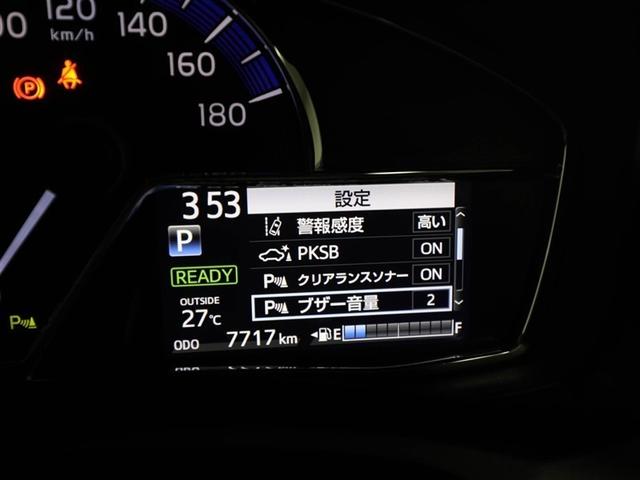 120
140
km/h
160
180
P
3 53
設定
警報感度 高い
P
PKSB ON
READY
P クリアランスソナー ON
OUTSIDE
P ブザー音量 2
27℃
P
ODO 7717 km
E F